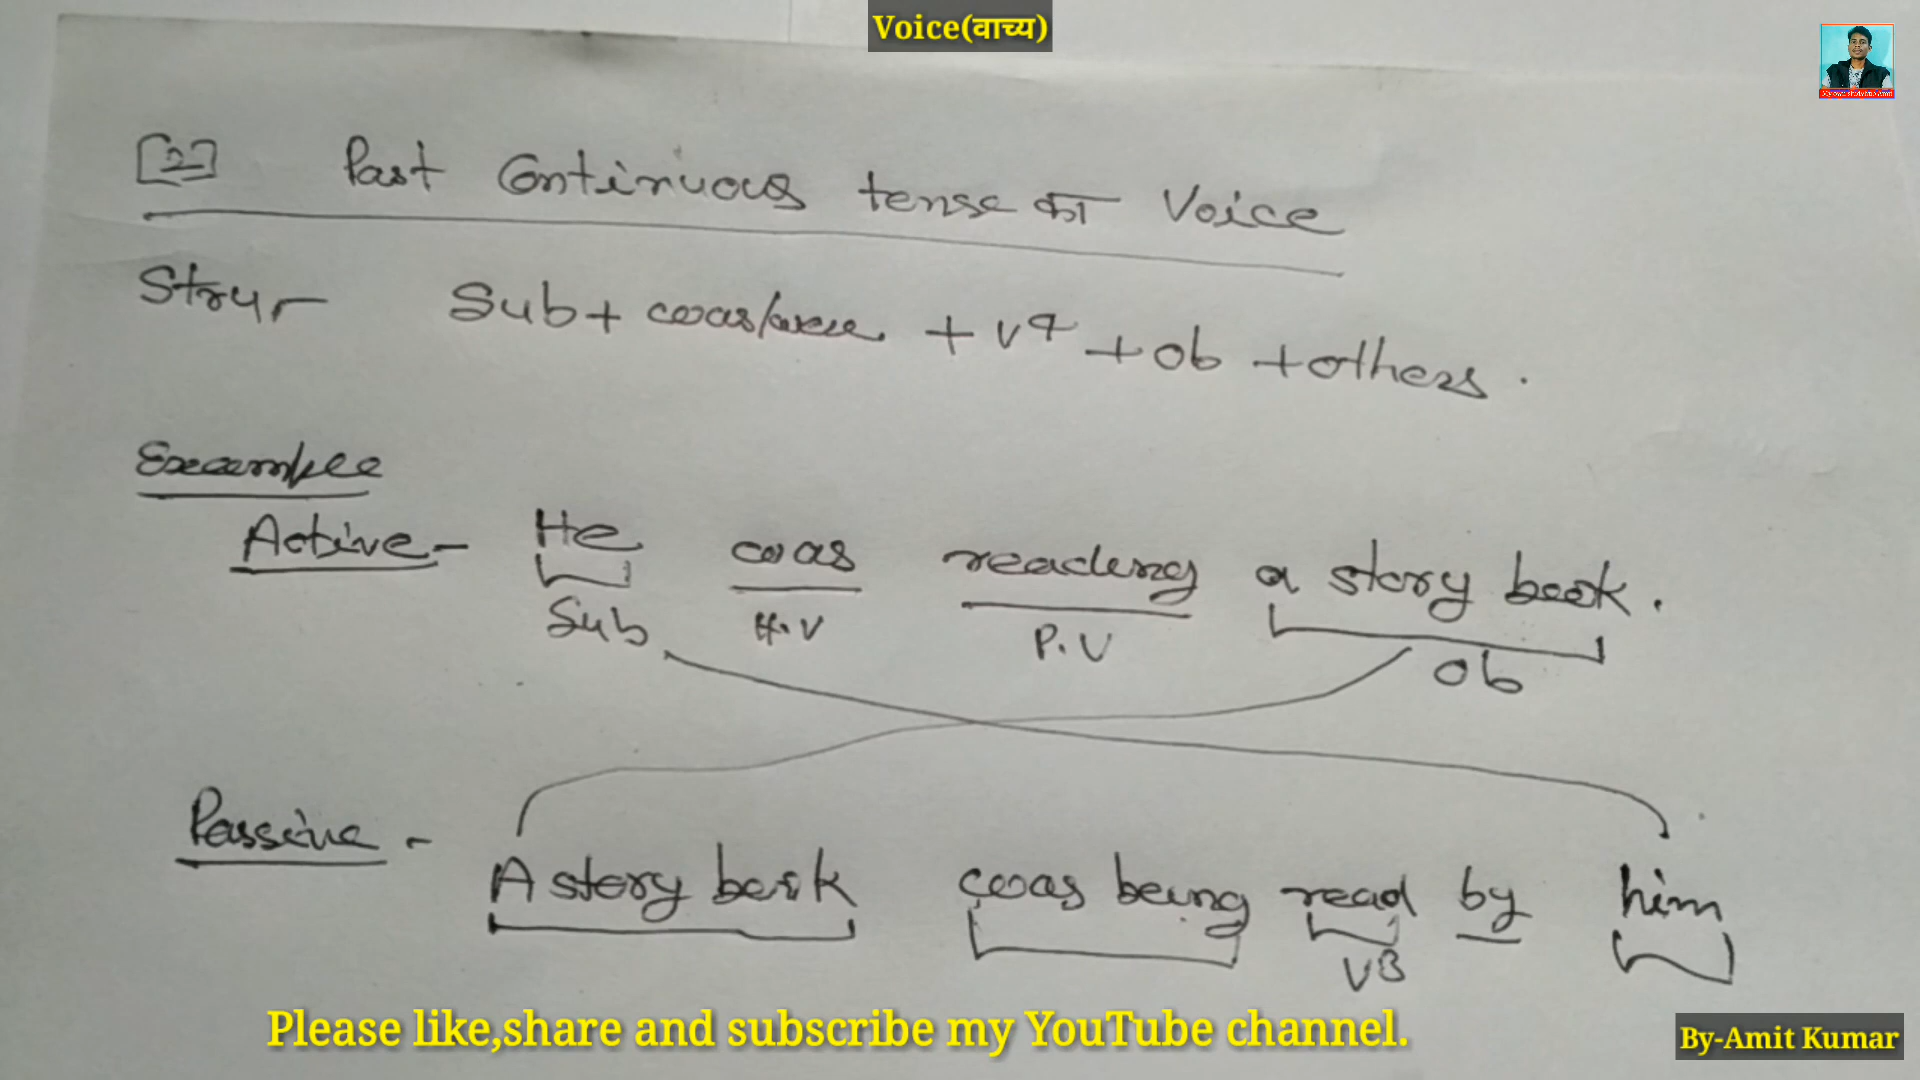 Voice(वाच्य)
[2] Past Continuous tense का Voice
Stru- Sub + was/were + v4 + ob + others.
Example
Active- He was reading a story book.
Sub H.V P.V ob
Passive - A story book was being read by him
V3
Please like,share and subscribe my YouTube channel.
By-Amit Kumar